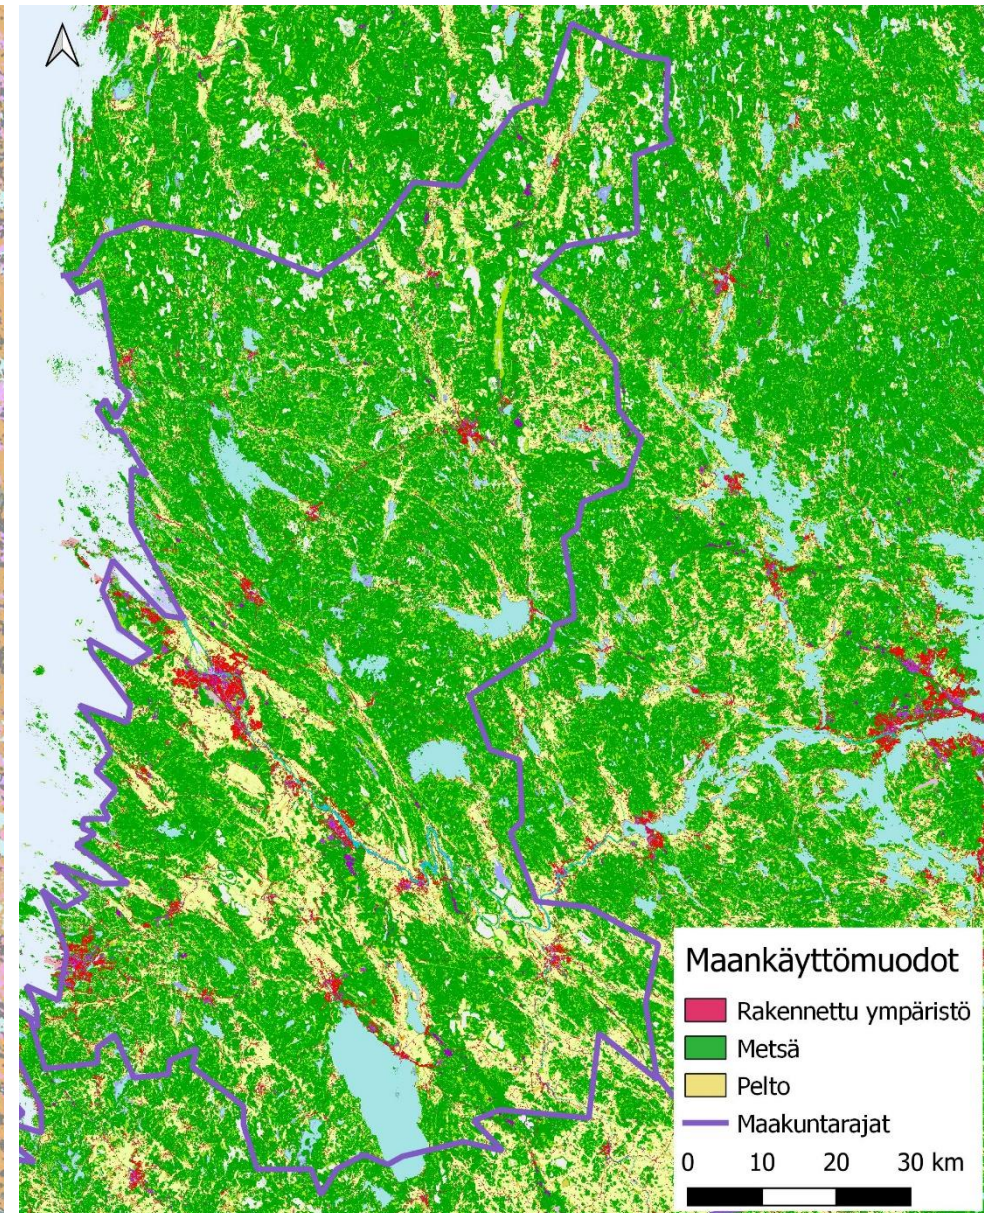 Maankäyttömuodot
Rakennettu ympäristö
Metsä
Pelto
Maakuntarajat
0 10 20 30 km